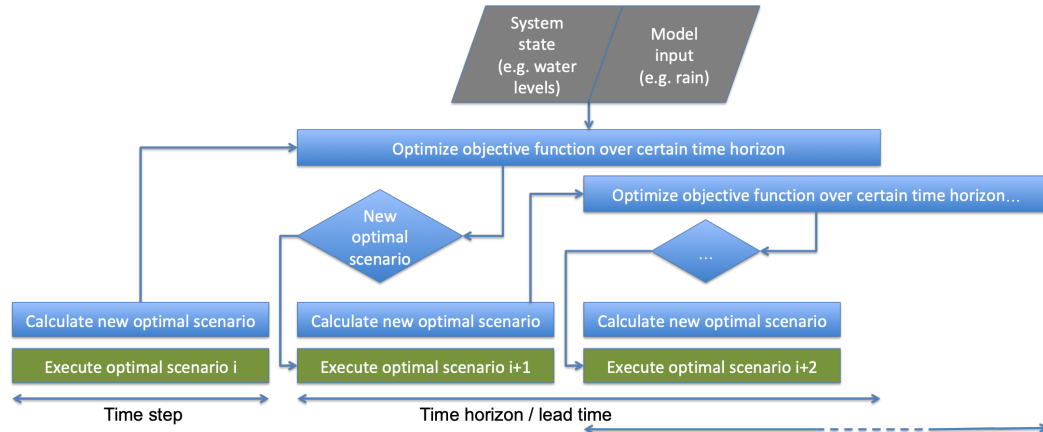 System
state
(e.g. water
levels)
Model
input
(e.g. rain)
Optimize objective function over certain time horizon
Optimize objective function over certain time horizon...
New
optimal
scenario
...
Calculate new optimal scenario
Calculate new optimal scenario
Calculate new optimal scenario
Execute optimal scenario i
Execute optimal scenario i+1
Execute optimal scenario i+2
Time step
Time horizon / lead time